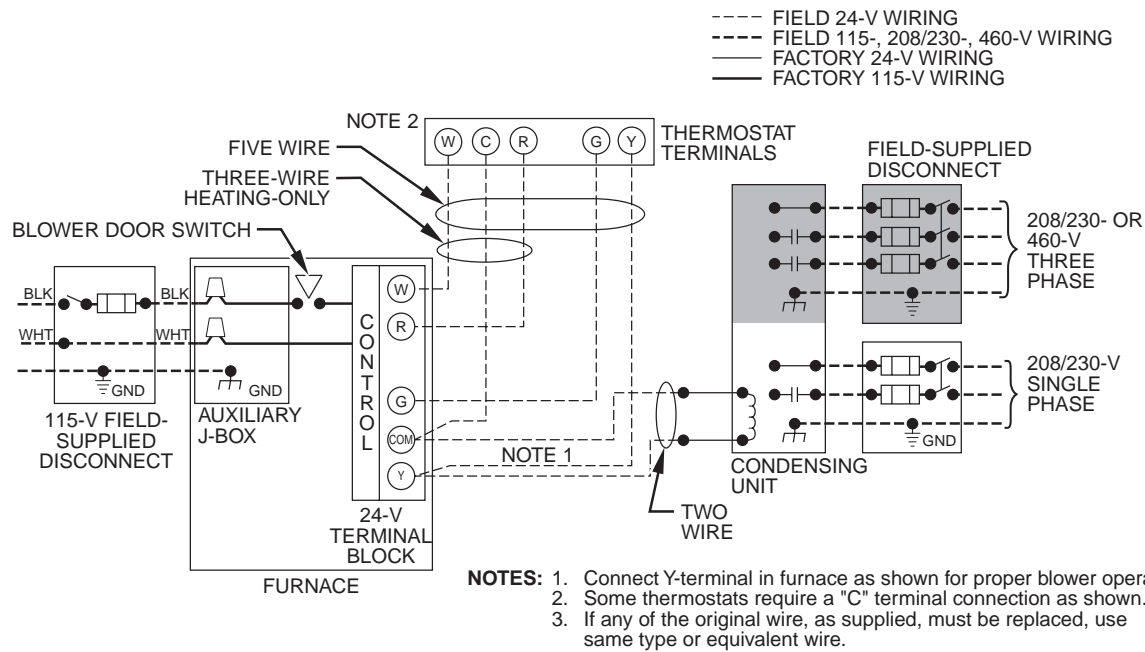 FIELD 24-V WIRING
FIELD 115-, 208/230-, 460-V WIRING
FACTORY 24-V WIRING
FACTORY 115-V WIRING
NOTE 2
W C R G Y
THERMOSTAT
TERMINALS
FIVE WIRE
THREE-WIRE
HEATING-ONLY
BLOWER DOOR SWITCH
FIELD-SUPPLIED
DISCONNECT
208/230- OR
460-V
THREE
PHASE
BLK
BLK
WHT
WHT
GND
GND
115-V FIELD-
SUPPLIED
DISCONNECT
AUXILIARY
J-BOX
CONTROL
W
R
G
COM
Y
NOTE 1
24-V
TERMINAL
BLOCK
FURNACE
TWO
WIRE
CONDENSING
UNIT
GND
208/230-V
SINGLE
PHASE
NOTES: 1. Connect Y-terminal in furnace as shown for proper blower
2. Some thermostats require a "C" terminal connection as shown.
3. If any of the original wire, as supplied, must be replaced, use
same type or equivalent wire.